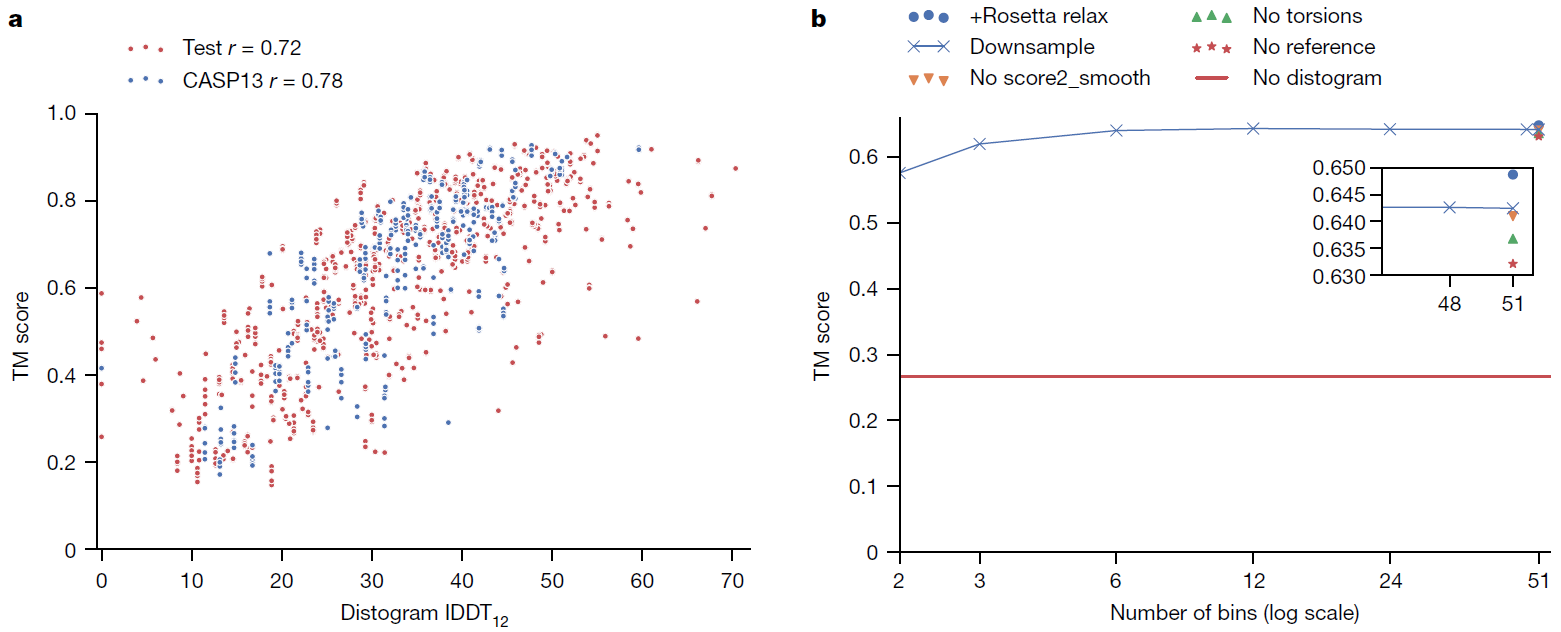 a
Test r = 0.72
CASP13 r = 0.78
1.0
0.8
0.6
0.4
0.2
0
TM score
0 10 20 30 40 50 60 70
Distogram lDDT12
b
+Rosetta relax
Downsample
No score2_smooth
No torsions
No reference
No distogram
0.6
0.5
0.4
0.3
0.2
0.1
0
TM score
0.650
0.645
0.640
0.635
0.630
48 51
2 3 6 12 24 51
Number of bins (log scale)